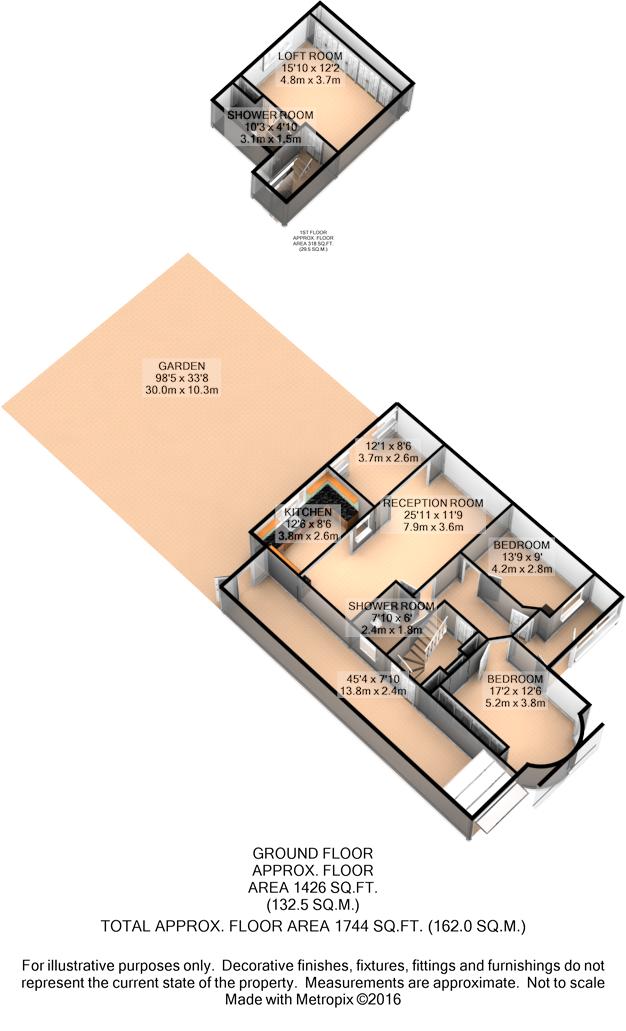 LOFT ROOM
15'10 x 12'2
4.8m x 3.7m
SHOWER ROOM
10'3 x 4'10
3.1m x 1.5m
1ST FLOOR
APPROX. FLOOR
AREA 318 SQ.FT.
(29.5 SQ.M.)
GARDEN
98'5 x 33'8
30.0m x 10.3m
12'1 x 8'6
3.7m x 2.6m
RECEPTION ROOM
25'11 x 11'9
7.9m x 3.6m
KITCHEN
12'6 x 8'6
3.8m x 2.6m
BEDROOM
13'9 x 9'
4.2m x 2.8m
SHOWER ROOM
7'10 x 6'
2.4m x 1.8m
45'4 x 7'10
13.8m x 2.4m
BEDROOM
17'2 x 12'6
5.2m x 3.8m
GROUND FLOOR
APPROX. FLOOR
AREA 1426 SQ.FT.
(132.5 SQ.M.)
TOTAL APPROX. FLOOR AREA 1744 SQ.FT. (162.0 SQ.M.)
For illustrative purposes only. Decorative finishes, fixtures, fittings and furnishings do not
represent the current state of the property. Measurements are approximate. Not to scale
Made with Metropix ©2016